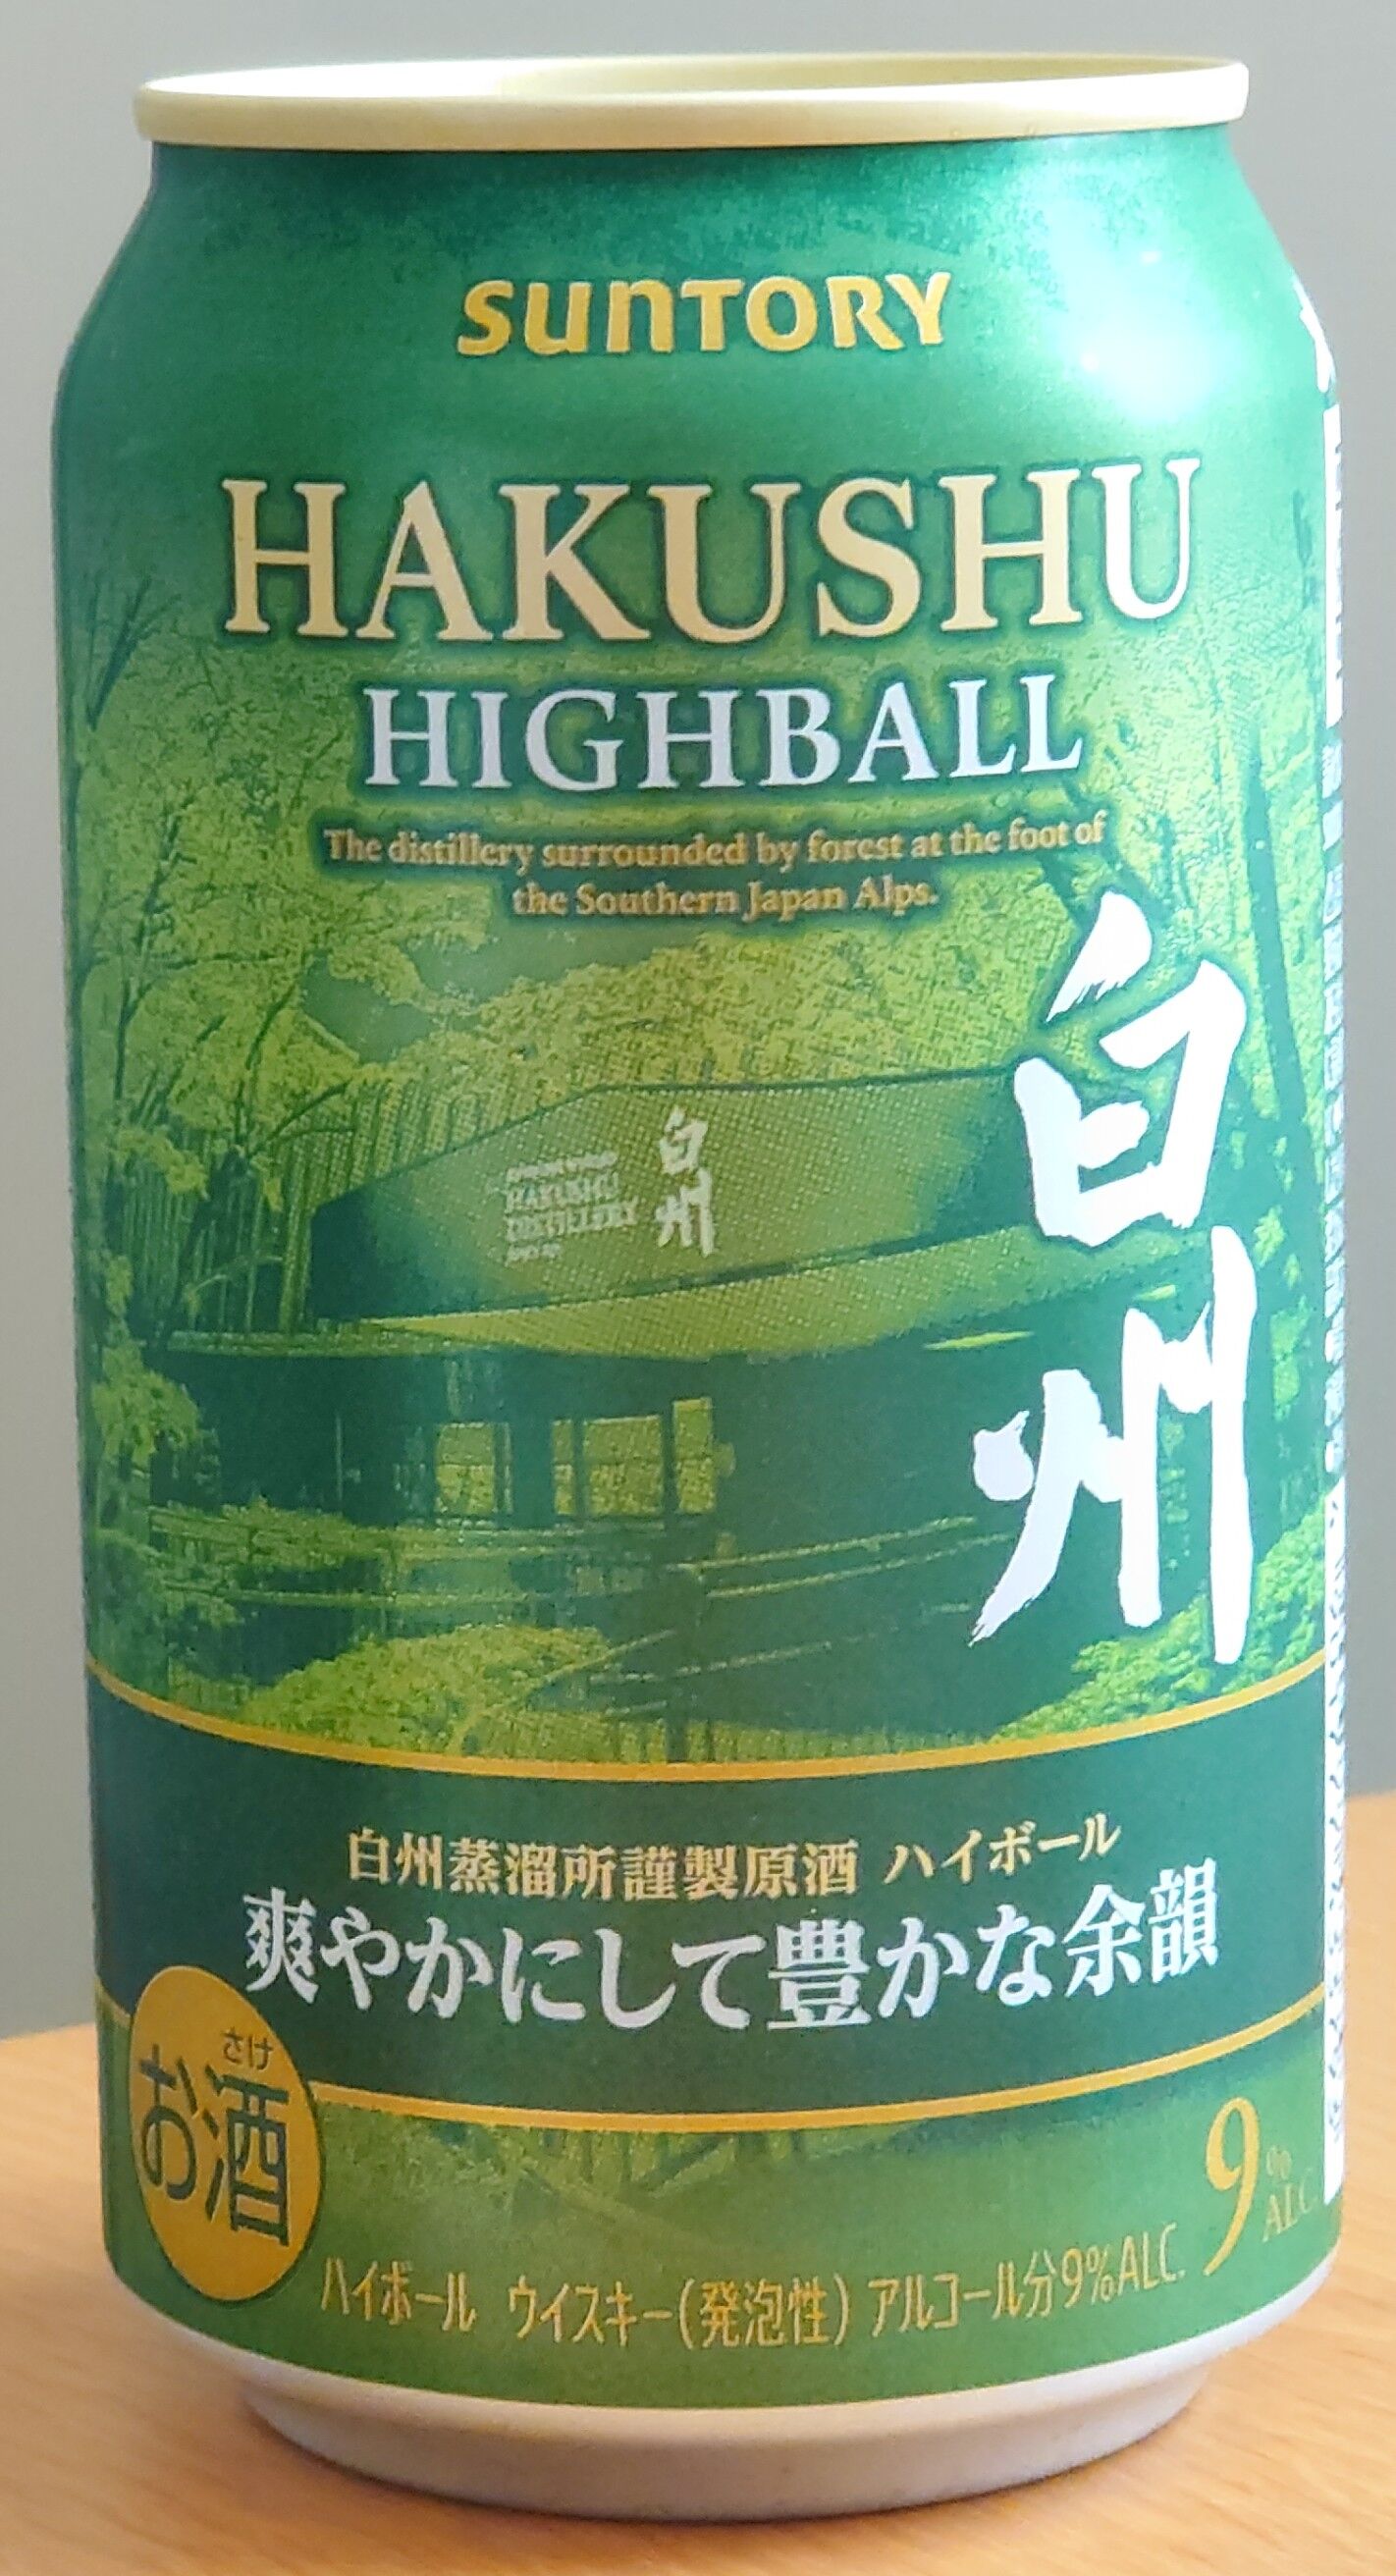 SUNTORY
HAKUSHU
HIGHBALL
The distillery surrounded by forest at the foot of
the Southern Japan Alps.
白州
HAKUSHU
DISTILLERY
白州
白州蒸溜所謹製原酒 ハイボール
爽やかにして豊かな余韻
さけ
お酒
9%
ALC.
ハイボール ウイスキー(発泡性) アルコール分9%ALC.